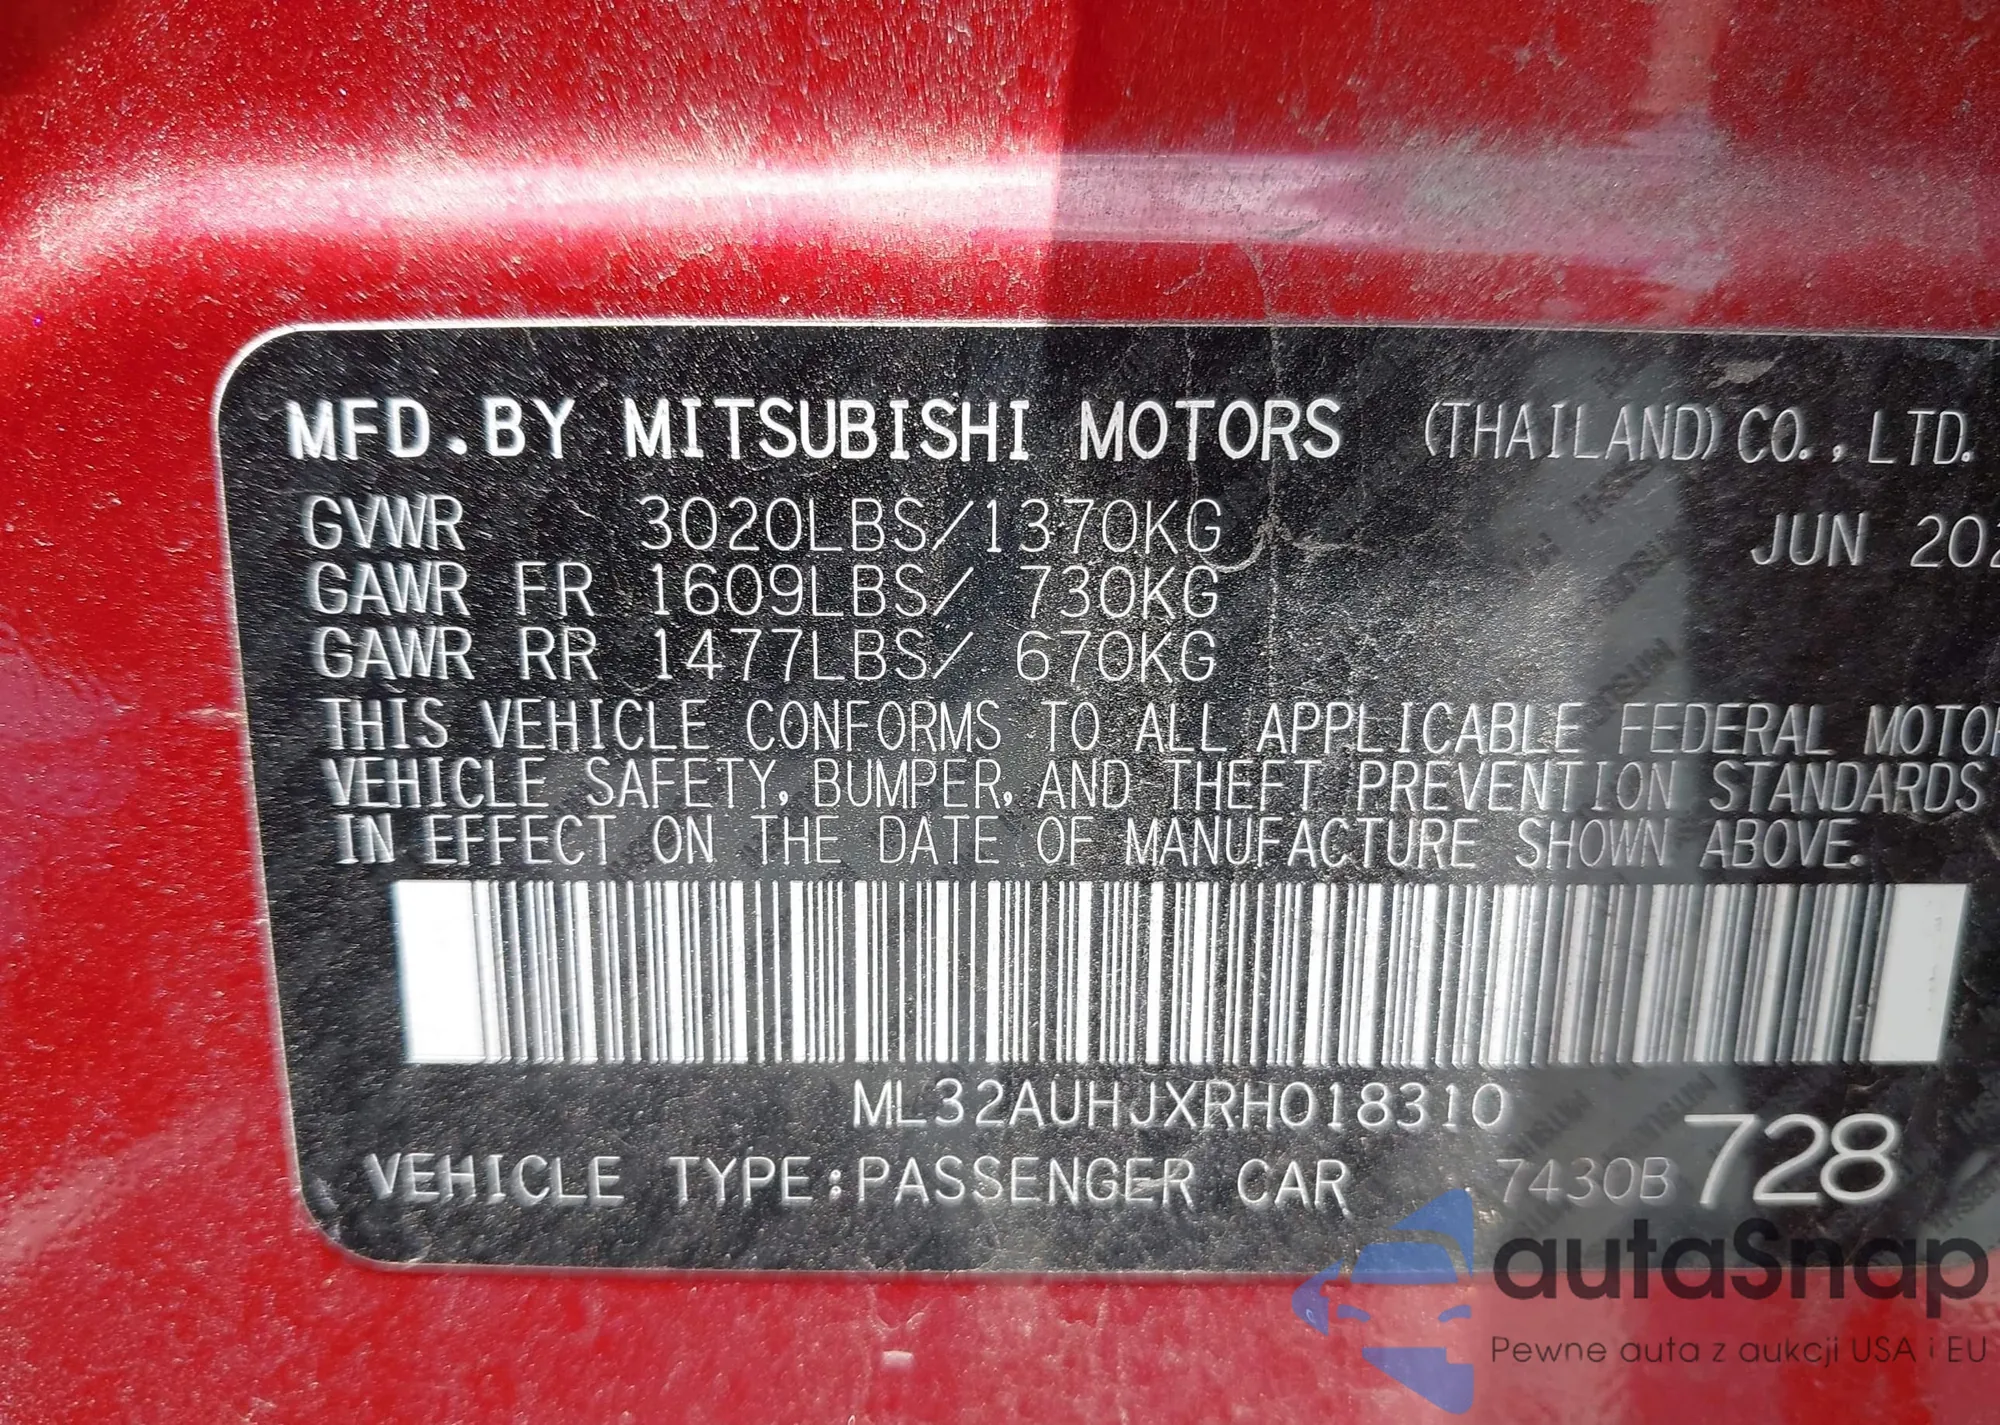 MFD.BY MITSUBISHI MOTORS (THAILAND) CO., LTD.
GVWR 3020LBS/1370KG JUN 202
GAWR FR 1609LBS/ 730KG
GAWR RR 1477LBS/ 670KG
THIS VEHICLE CONFORMS TO ALL APPLICABLE FEDERAL MOTOR
VEHICLE SAFETY, BUMPER, AND THEFT PREVENTION STANDARDS
IN EFFECT ON THE DATE OF MANUFACTURE SHOWN ABOVE.
ML32AUHJXRH018310
VEHICLE TYPE:PASSENGER CAR 7430B 728
autaSnap
Pewne auta z aukcji USA i EU